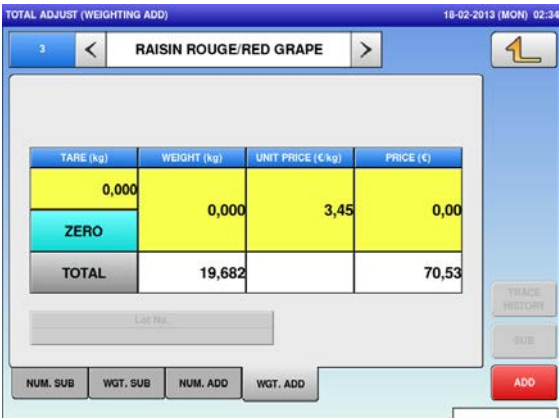 TOTAL ADJUST (WEIGHTING ADD) 18-02-2013 (MON) 02:34
3 < RAISIN ROUGE/RED GRAPE >
TARE (kg) WEIGHT (kg) UNIT PRICE (€/kg) PRICE (€)
0,000
0,000 3,45 0,00
ZERO
TOTAL 19,682 70,53
TRACE
HISTORY
Lot No.
SUB
NUM. SUB WGT. SUB NUM. ADD WGT. ADD ADD